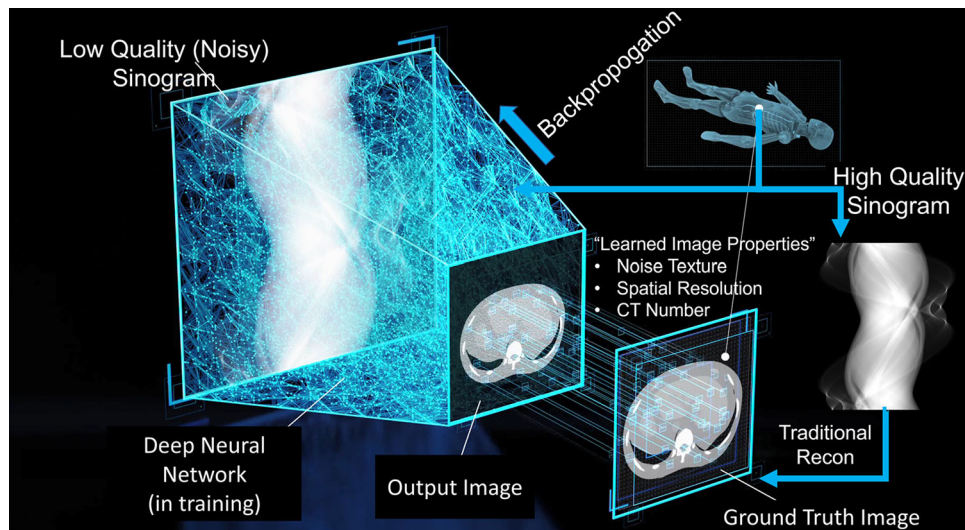 Low Quality (Noisy)
Sinogram
Backpropogation
High Quality
Sinogram
“Learned Image Properties”
• Noise Texture
• Spatial Resolution
• CT Number
Deep Neural
Network
(in training)
Output Image
Traditional
Recon
Ground Truth Image